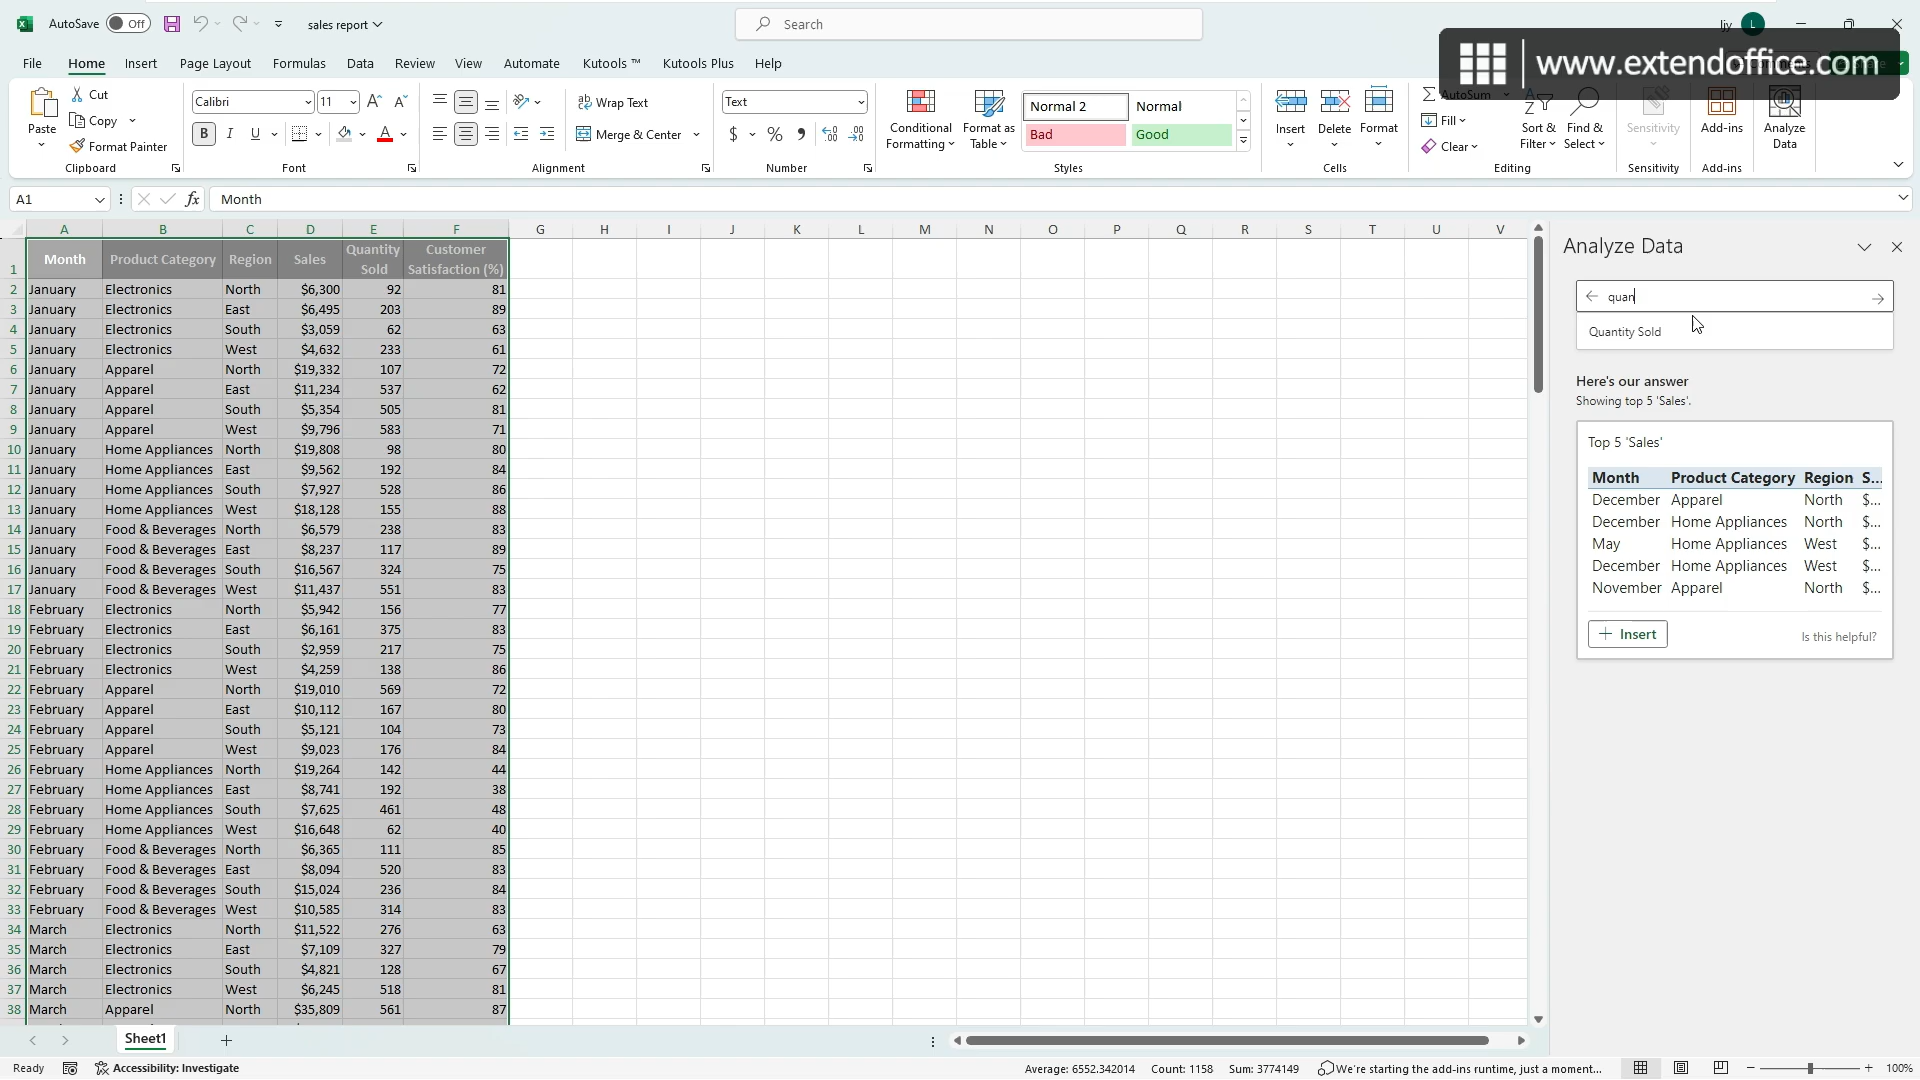 AutoSave Off sales report Search ljy L
www.extendoffice.com
File Home Insert Page Layout Formulas Data Review View Automate Kutools ™ Kutools Plus Help
Paste Cut Copy Format Painter Clipboard
Calibri 11 B I U A Font
Wrap Text Merge & Center Alignment
Text $ % Number
Conditional Formatting Format as Table Normal 2 Normal Bad Good Styles
Insert Delete Format Cells
AutoSum Fill Clear Sort & Filter Find & Select Editing
Sensitivity Sensitivity
Add-ins Add-ins
Analyze Data
A1 fx Month
A B C D E F G H I J K L M N O P Q R S T U V
1 Month Product Category Region Sales Quantity Sold Customer Satisfaction (%)
2 January Electronics North $6,300 92 81
3 January Electronics East $6,495 203 89
4 January Electronics South $3,059 62 63
5 January Electronics West $4,632 233 61
6 January Apparel North $19,332 107 72
7 January Apparel East $11,234 537 62
8 January Apparel South $5,354 505 81
9 January Apparel West $9,796 583 71
10 January Home Appliances North $19,808 98 80
11 January Home Appliances East $9,562 192 84
12 January Home Appliances South $7,927 528 86
13 January Home Appliances West $18,128 155 88
14 January Food & Beverages North $6,579 238 83
15 January Food & Beverages East $8,237 117 89
16 January Food & Beverages South $16,567 324 75
17 January Food & Beverages West $11,437 551 83
18 February Electronics North $5,942 156 77
19 February Electronics East $6,161 375 83
20 February Electronics South $2,959 217 75
21 February Electronics West $4,259 138 86
22 February Apparel North $19,010 569 72
23 February Apparel East $10,112 167 80
24 February Apparel South $5,121 104 73
25 February Apparel West $9,023 176 84
26 February Home Appliances North $19,264 142 44
27 February Home Appliances East $8,741 192 38
28 February Home Appliances South $7,625 461 48
29 February Home Appliances West $16,648 62 40
30 February Food & Beverages North $6,365 111 85
31 February Food & Beverages East $8,094 520 83
32 February Food & Beverages South $15,024 236 84
33 February Food & Beverages West $10,585 314 83
34 March Electronics North $11,522 276 63
35 March Electronics East $7,109 327 79
36 March Electronics South $4,821 128 67
37 March Electronics West $6,245 518 81
38 March Apparel North $35,809 561 87
Analyze Data
quan
Quantity Sold
Here's our answer
Showing top 5 'Sales'.
Top 5 'Sales'
Month Product Category Region S...
December Apparel North $...
December Home Appliances North $...
May Home Appliances West $...
December Home Appliances West $...
November Apparel North $...
Insert Is this helpful?
Sheet1
Ready Accessibility: Investigate Average: 6552.342014 Count: 1158 Sum: 3774149 We're starting the add-ins runtime, just a moment... 100%